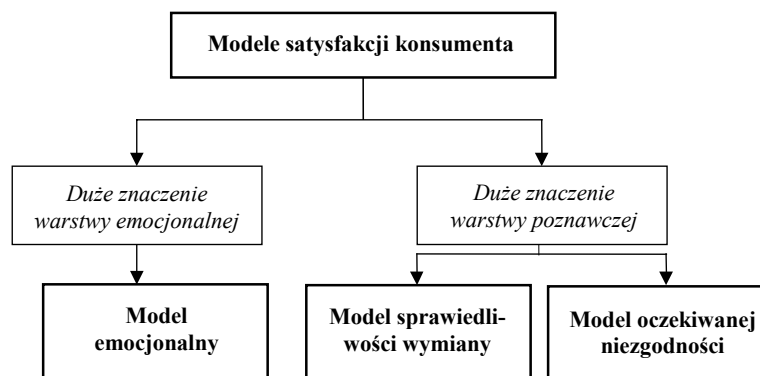 Modele satysfakcji konsumenta
Duże znaczenie
warstwy emocjonalnej
Duże znaczenie
warstwy poznawczej
Model
emocjonalny
Model sprawiedli-
wości wymiany
Model oczekiwanej
niezgodności